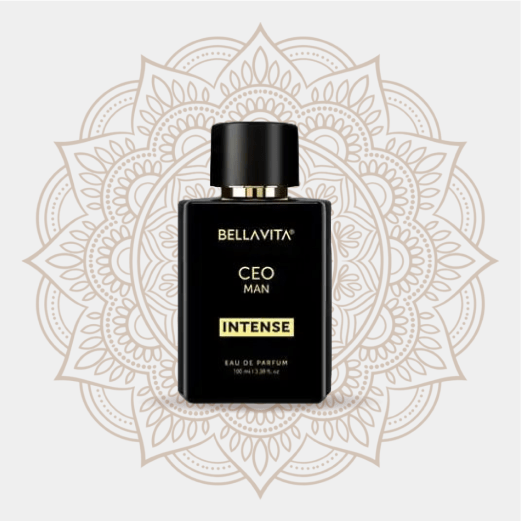 BELLAVITA®
CEO
MAN
INTENSE
EAU DE PARFUM
100 ml | 3.38 fl. oz